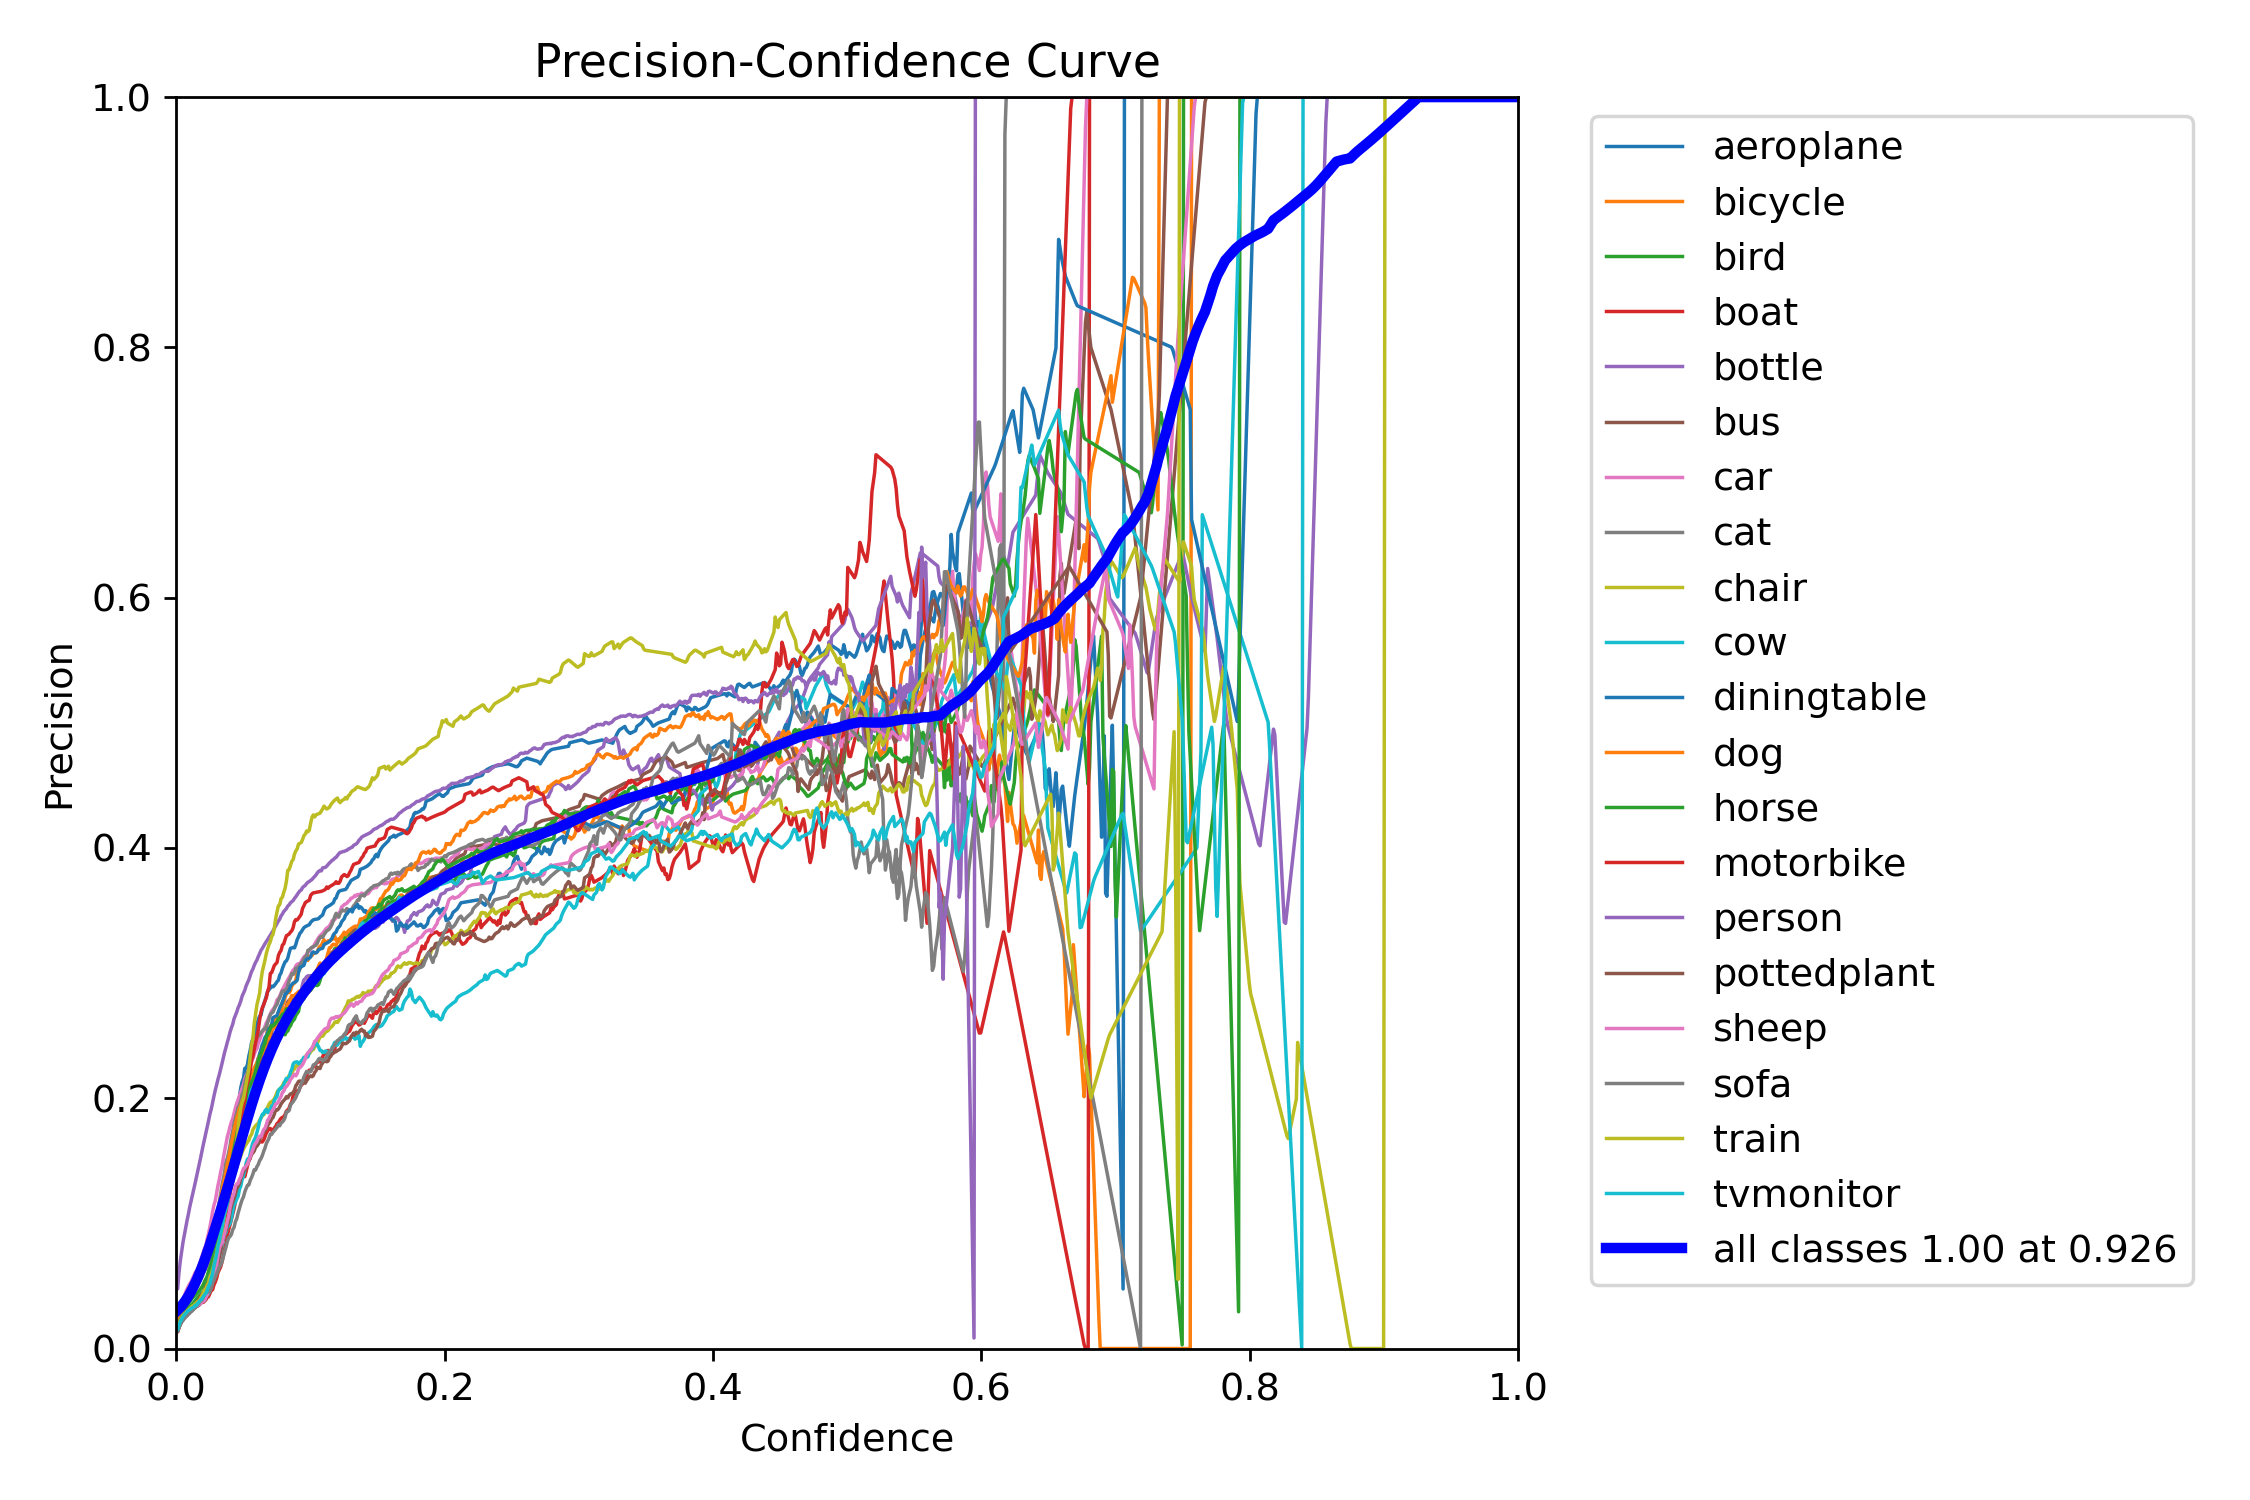 Precision-Confidence Curve
1.0
0.8
0.6
0.4
0.2
0.0
Precision
0.0 0.2 0.4 0.6 0.8 1.0
Confidence
aeroplane
bicycle
bird
boat
bottle
bus
car
cat
chair
cow
diningtable
dog
horse
motorbike
person
pottedplant
sheep
sofa
train
tvmonitor
all classes 1.00 at 0.926